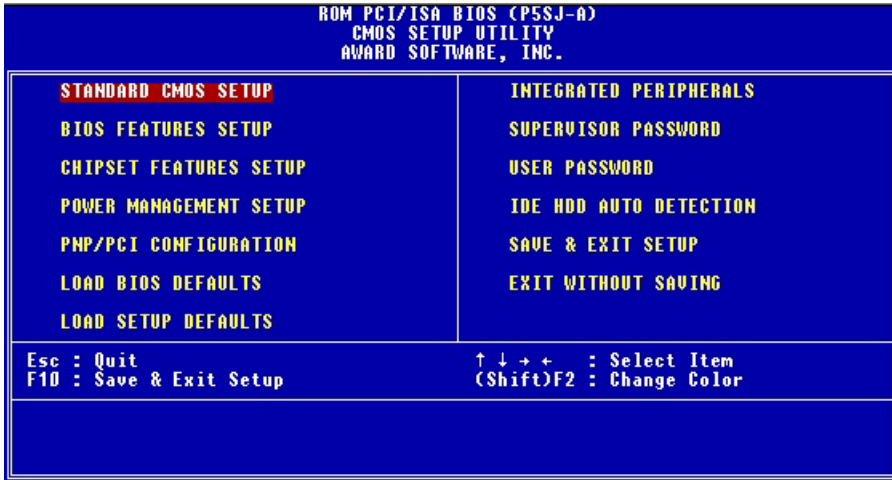 ROM PCI/ISA BIOS (P5SJ-A)
CMOS SETUP UTILITY
AWARD SOFTWARE, INC.
STANDARD CMOS SETUP
BIOS FEATURES SETUP
CHIPSET FEATURES SETUP
POWER MANAGEMENT SETUP
PNP/PCI CONFIGURATION
LOAD BIOS DEFAULTS
LOAD SETUP DEFAULTS
INTEGRATED PERIPHERALS
SUPERVISOR PASSWORD
USER PASSWORD
IDE HDD AUTO DETECTION
SAVE & EXIT SETUP
EXIT WITHOUT SAVING
Esc : Quit
F10 : Save & Exit Setup
↑ ↓ → ← : Select Item
(Shift)F2 : Change Color